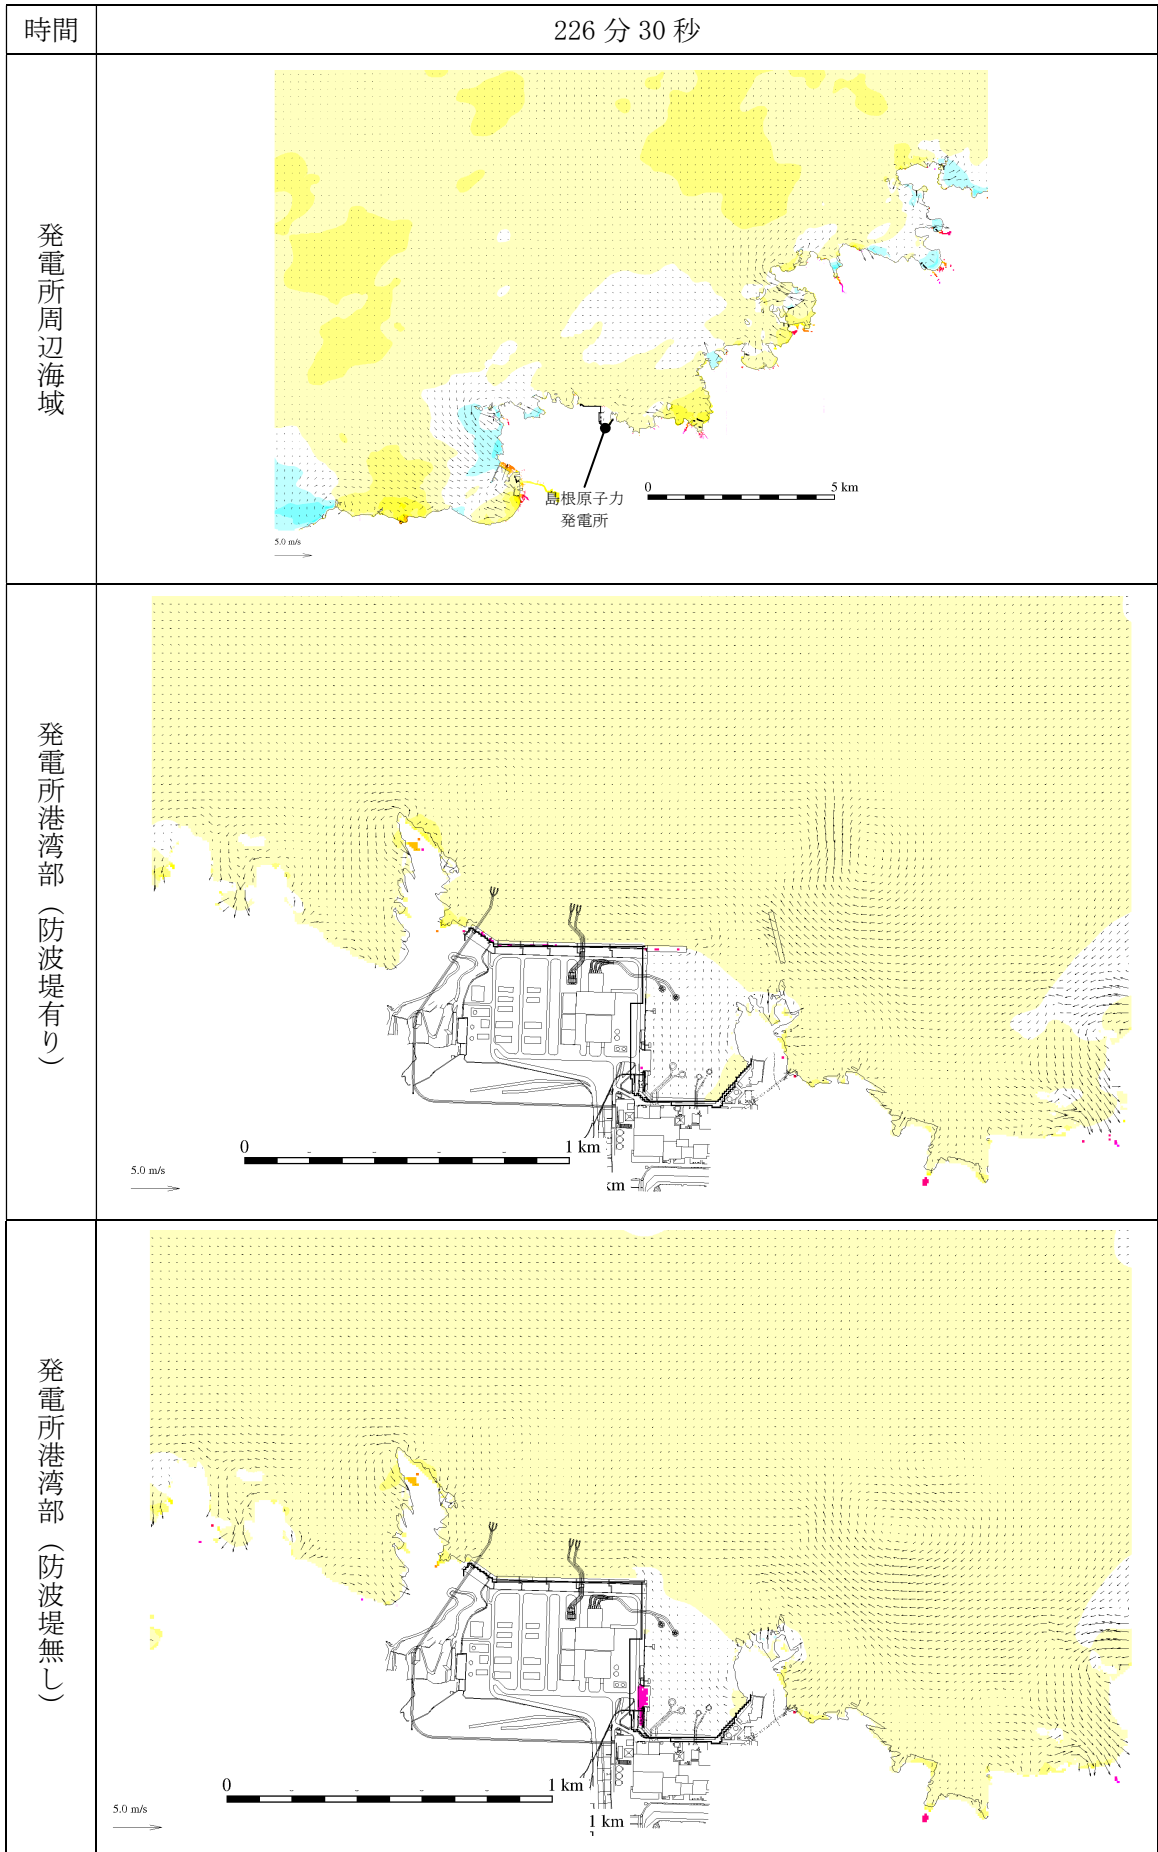 時間
226 分 30 秒
発電所周辺海域
島根原子力
発電所
0
5 km
5.0 m/s
発電所港湾部（防波堤有り）
0
1 km
5.0 m/s
km
発電所港湾部（防波堤無し）
0
1 km
5.0 m/s
1 km